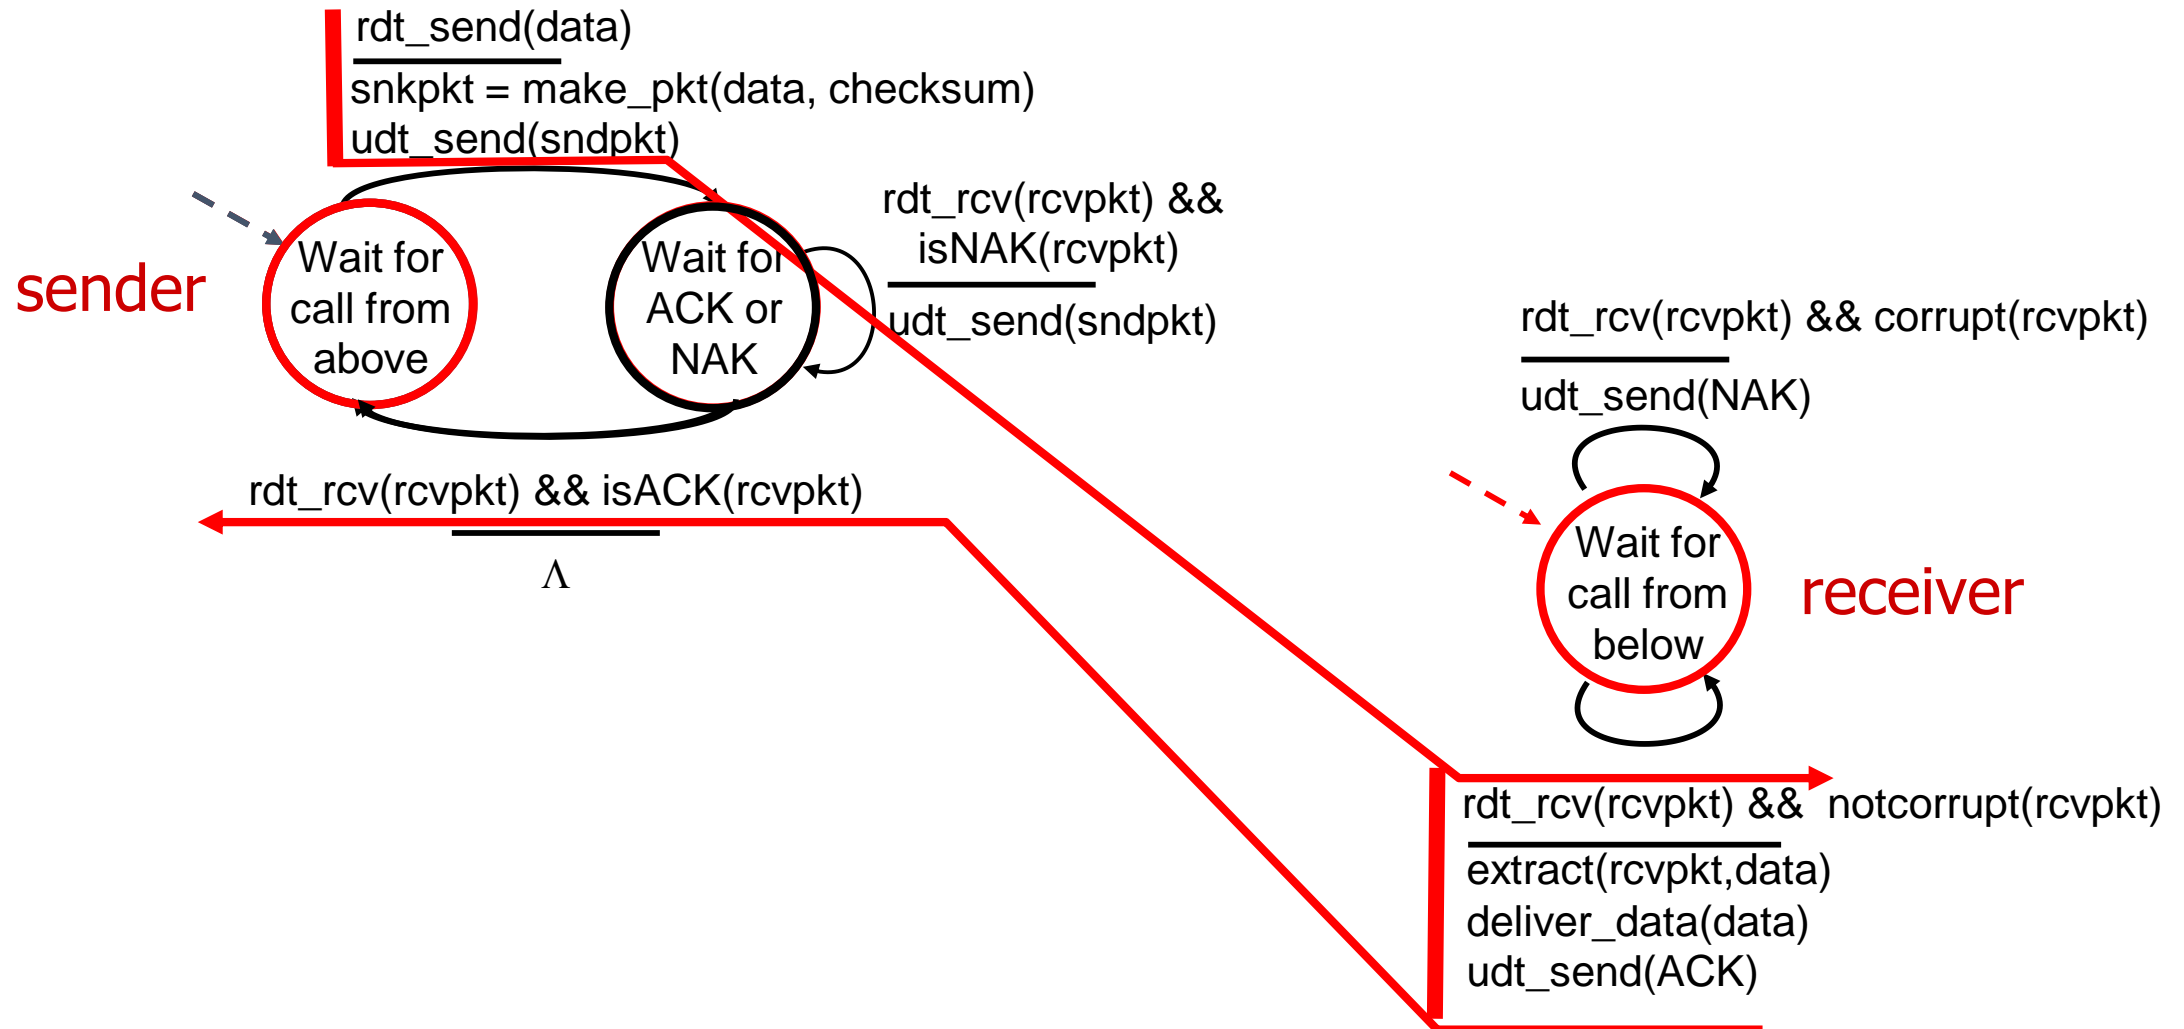 rdt_send(data)
snkpkt = make_pkt(data, checksum)
udt_send(sndpkt)
sender
Wait for
call from
above
Wait for
ACK or
NAK
rdt_rcv(rcvpkt) &&
isNAK(rcvpkt)
udt_send(sndpkt)
rdt_rcv(rcvpkt) && isACK(rcvpkt)
Λ
rdt_rcv(rcvpkt) && corrupt(rcvpkt)
udt_send(NAK)
Wait for
call from
below
receiver
rdt_rcv(rcvpkt) && notcorrupt(rcvpkt)
extract(rcvpkt,data)
deliver_data(data)
udt_send(ACK)